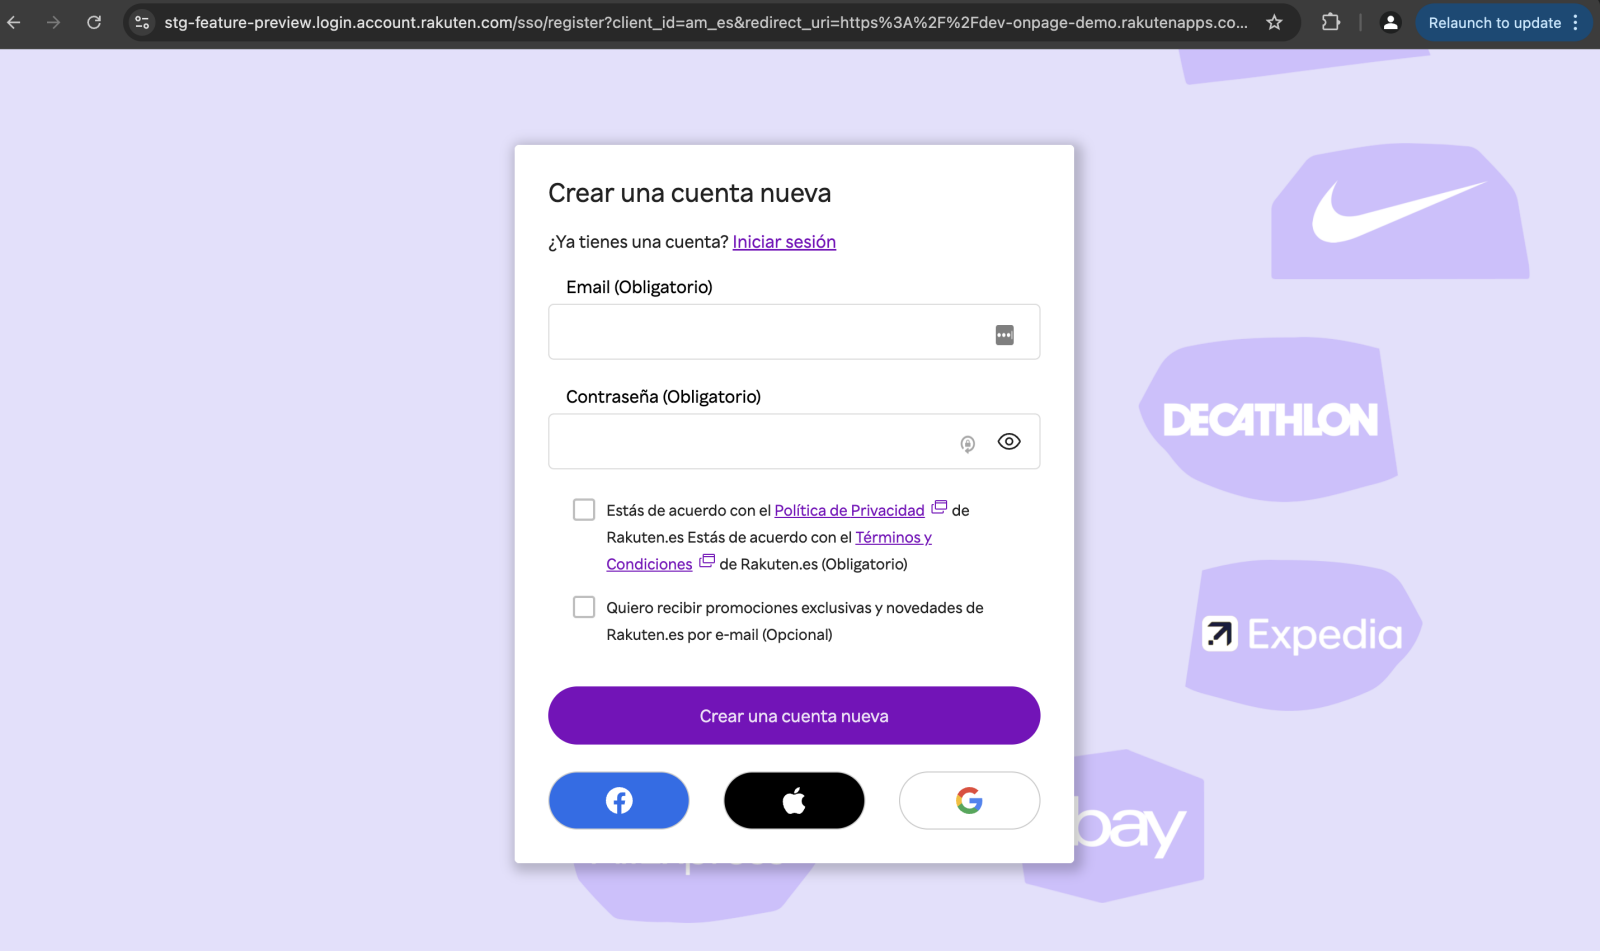 stg-feature-preview.login.account.rakuten.com/sso/register?client_id=am_es&redirect_uri=https%3A%2F%2Fdev-onpage-demo.rakutenapps.co...
Relaunch to update
Crear una cuenta nueva
¿Ya tienes una cuenta? Iniciar sesión
Email (Obligatorio)
Contraseña (Obligatorio)
DECATHLON
Estás de acuerdo con el Política de Privacidad de
Rakuten.es Estás de acuerdo con el Términos y
Condiciones de Rakuten.es (Obligatorio)
Quiero recibir promociones exclusivas y novedades de
Rakuten.es por e-mail (Opcional)
Expedia
Crear una cuenta nueva
bay